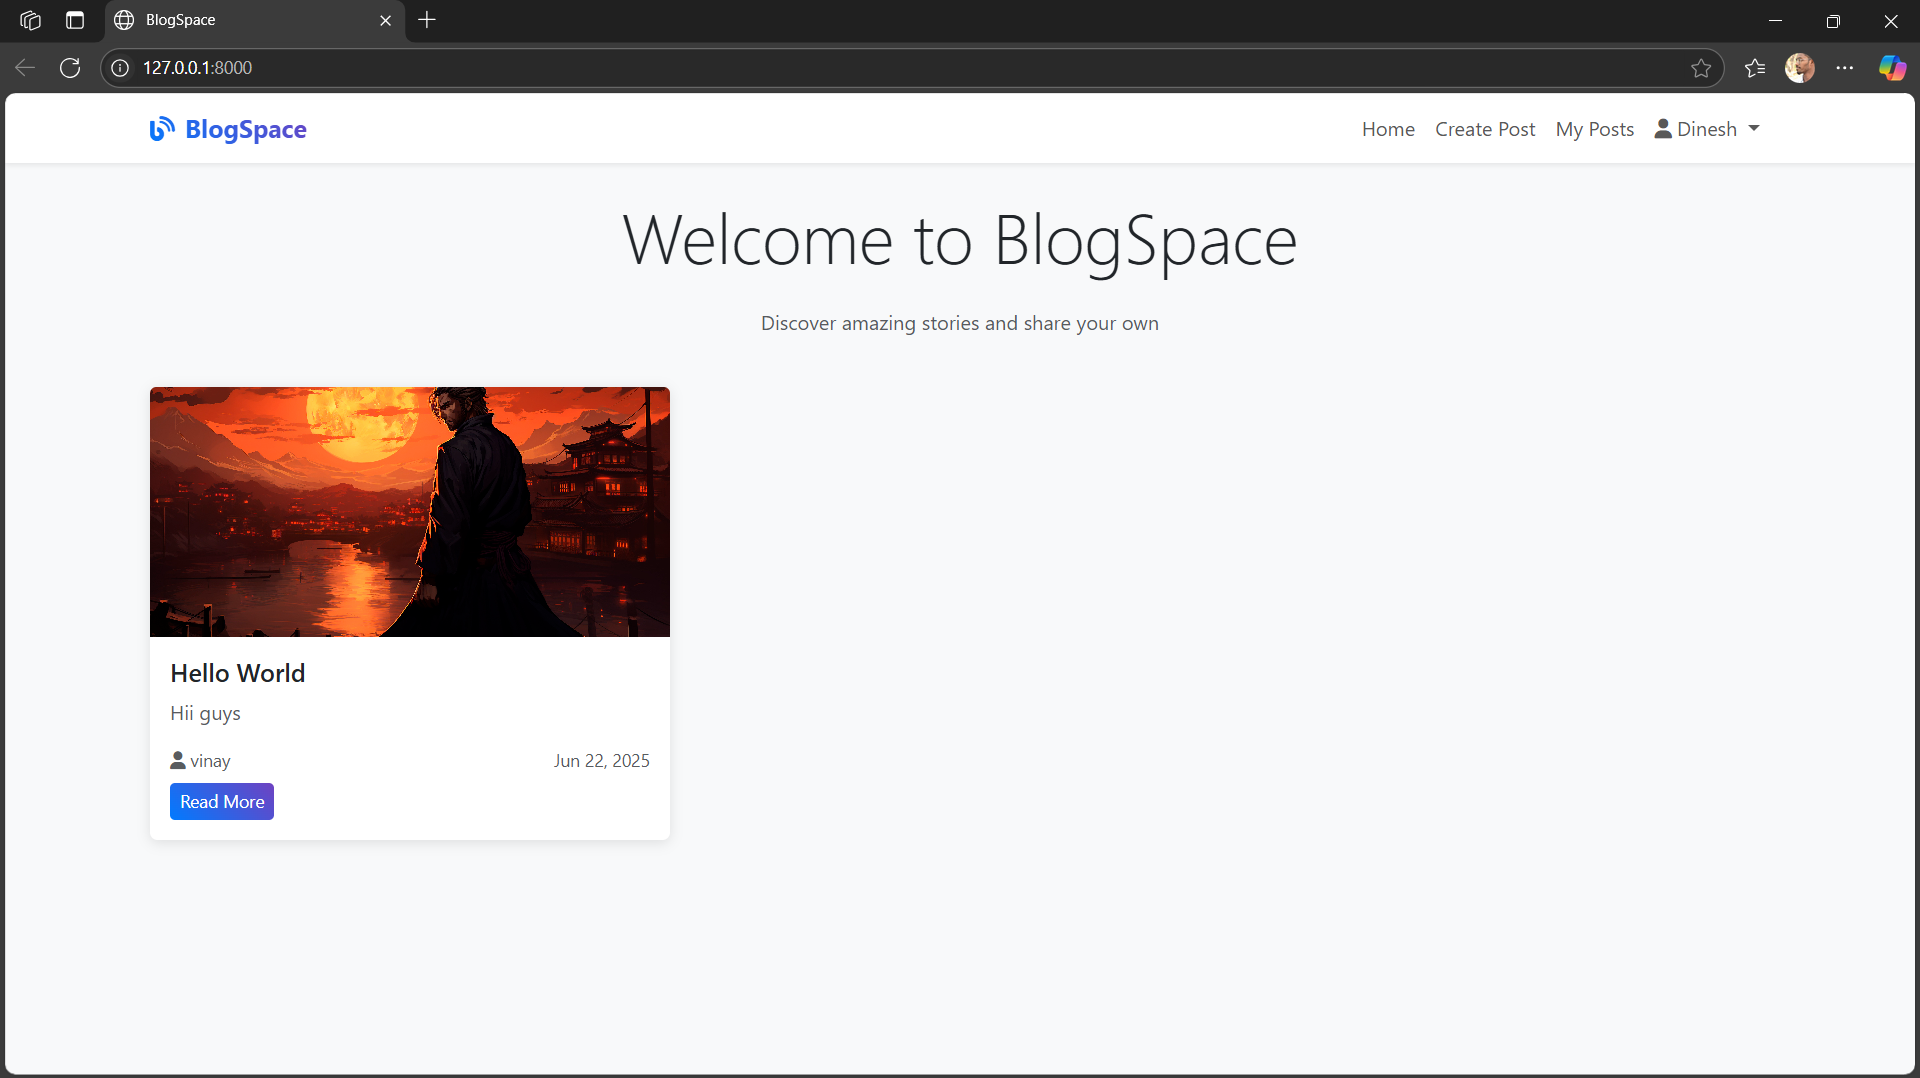 BlogSpace
127.0.0.1:8000
BlogSpace
Home Create Post My Posts Dinesh
Welcome to BlogSpace
Discover amazing stories and share your own
Hello World
Hii guys
vinay Jun 22, 2025
Read More